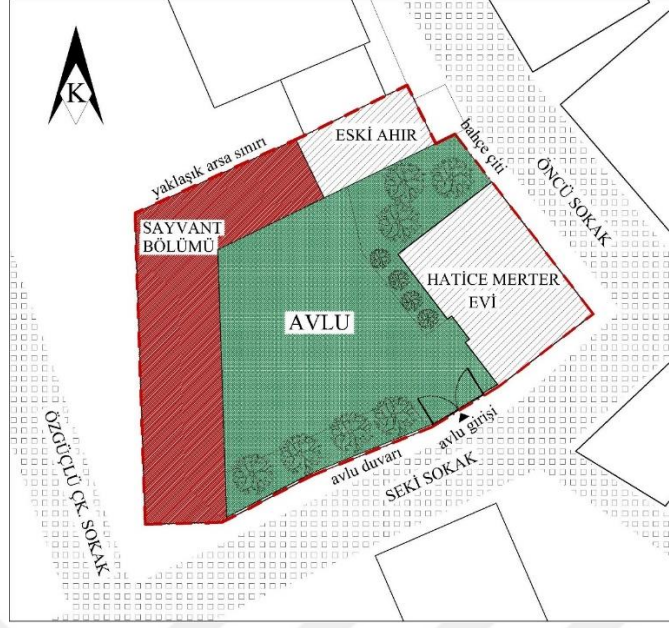 K
ESKİ AHIR
yaklaşık arsa sınırı
bahçe çiti
ÖNCÜ SOKAK
SAYVANT
BÖLÜMÜ
HATİCE MERTER
EVİ
AVLU
ÖZGÜÇLÜ ÇK. SOKAK
avlu duvarı
avlu girişi
SEKİ SOKAK